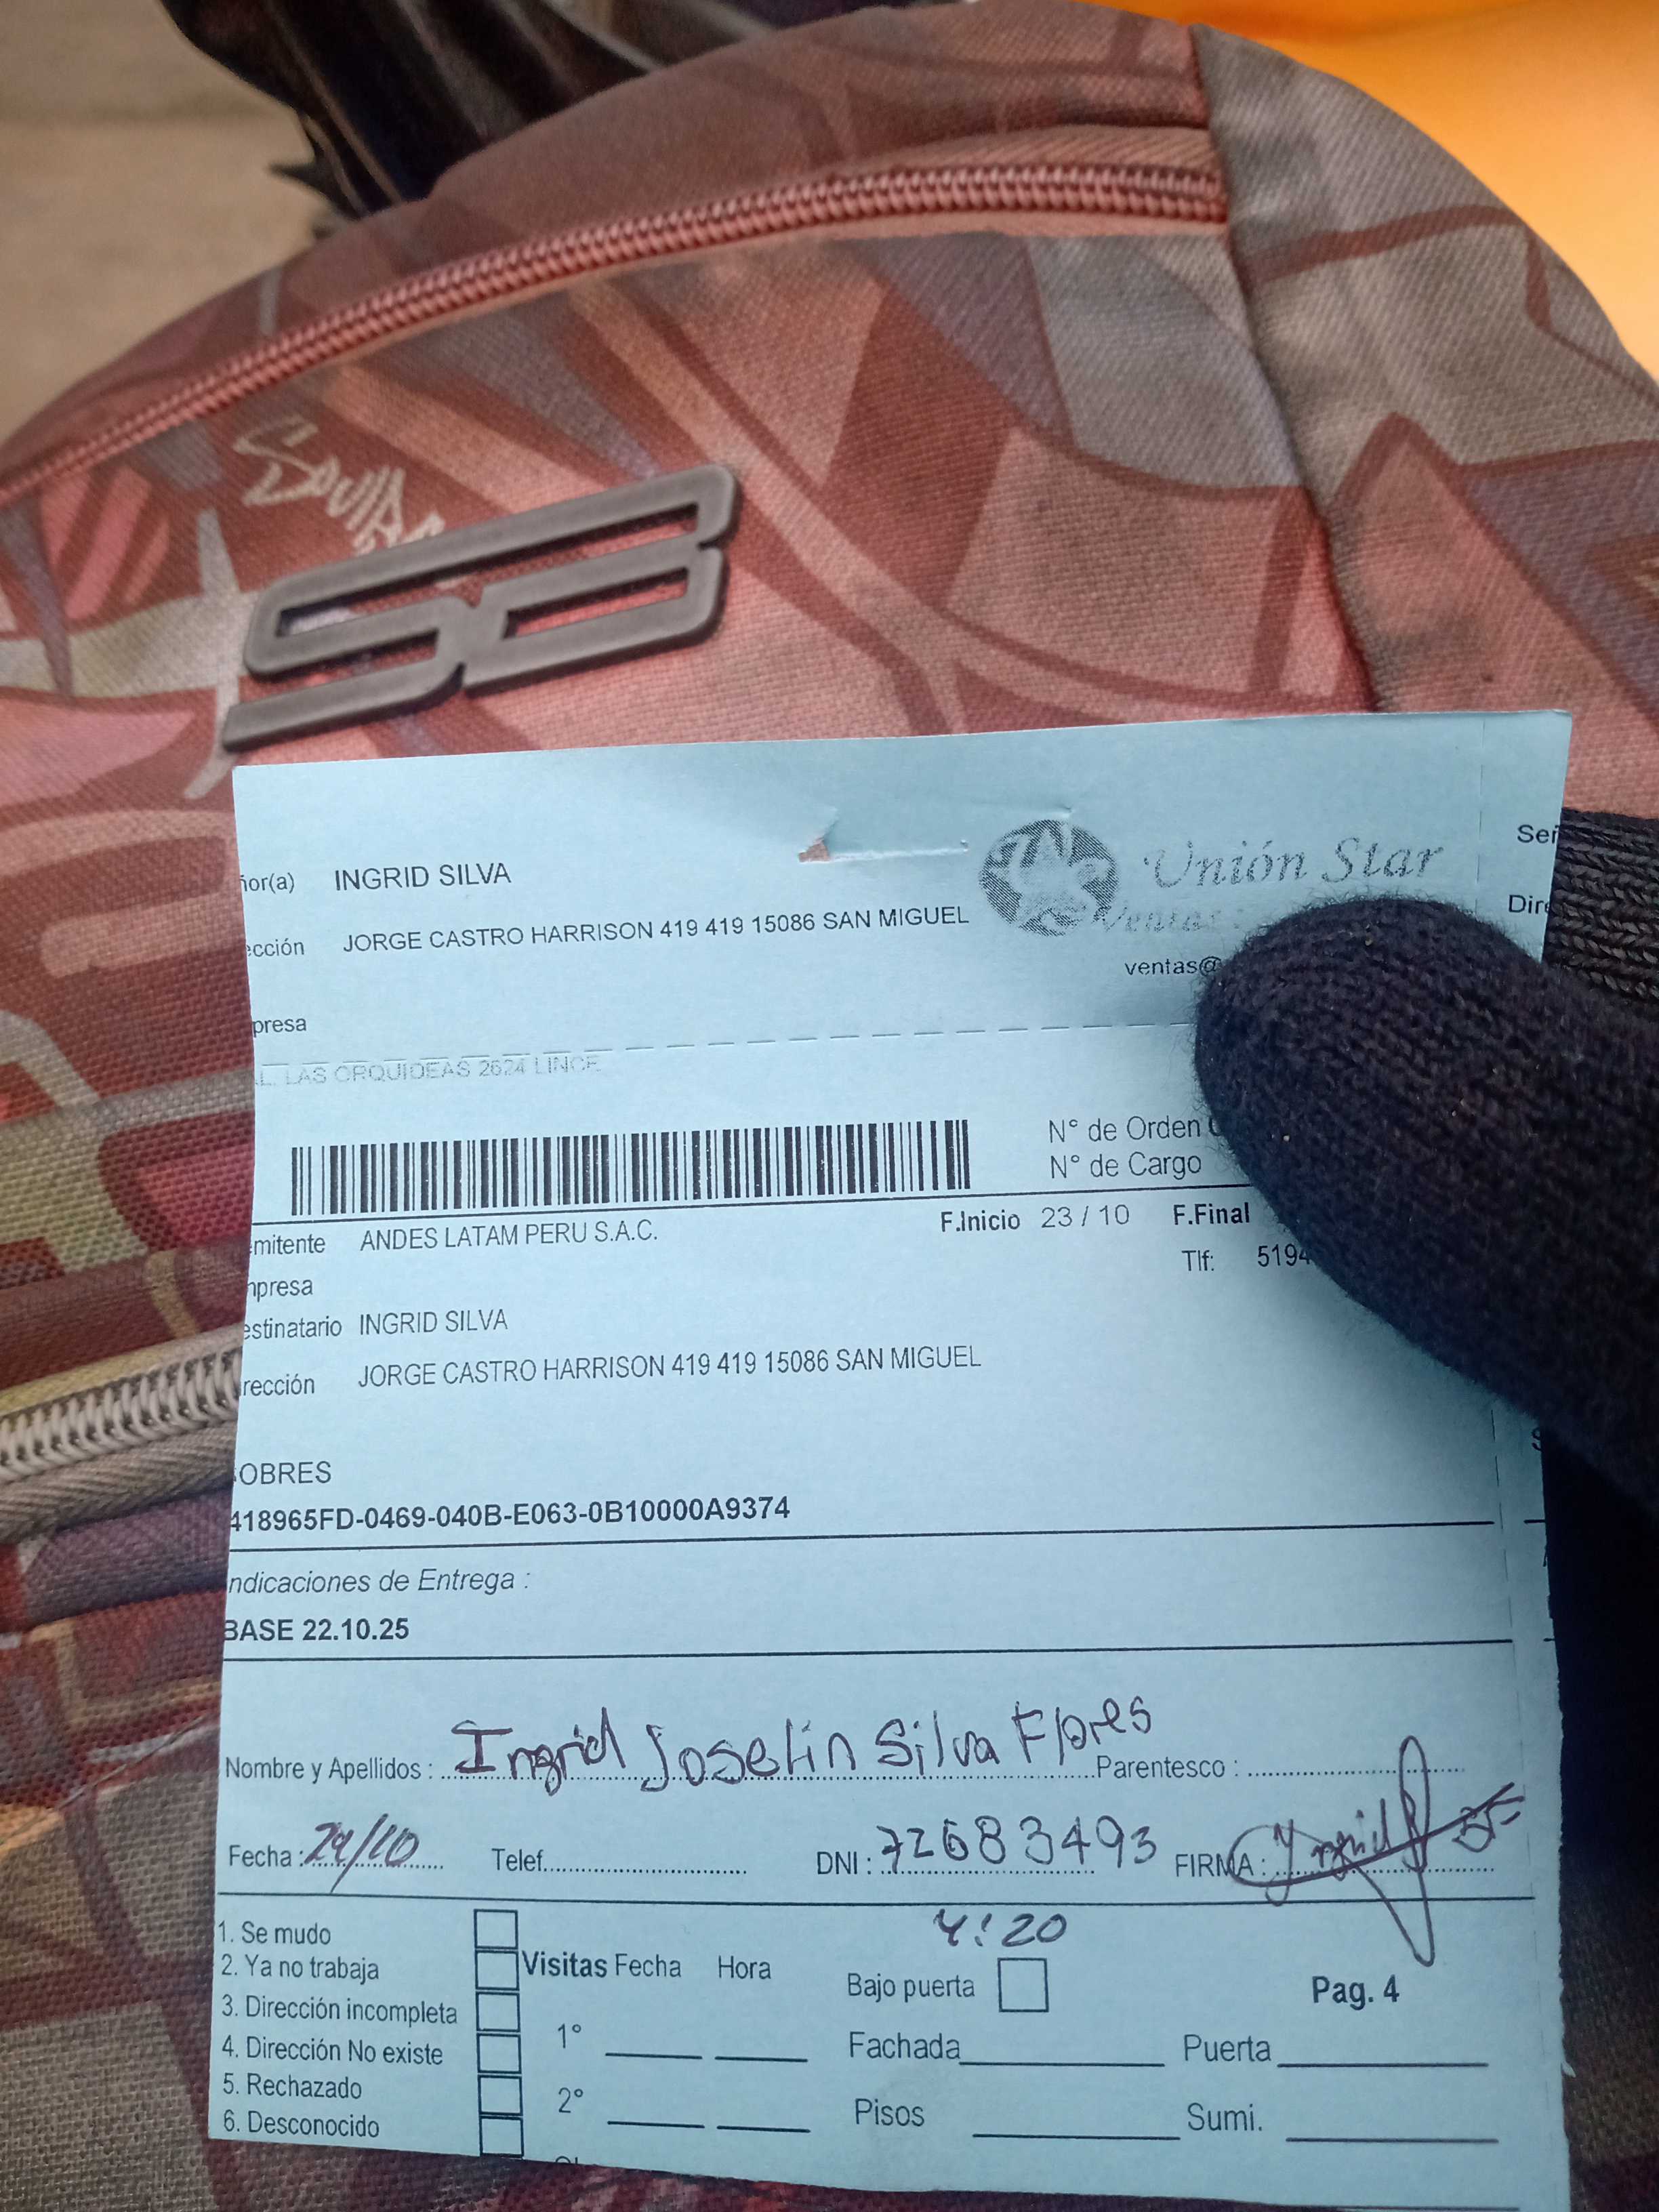 SB
ñor(a) INGRID SILVA
Unión Star
Ventas :
ección JORGE CASTRO HARRISON 419 419 15086 SAN MIGUEL
ventas@
presa
LAS ORQUIDEAS 2624 LINCE
N° de Orden
N° de Cargo
mitente ANDES LATAM PERU S.A.C.
F.Inicio 23 / 10 F.Final
mpresa
Tlf: 5194
estinatario INGRID SILVA
rección JORGE CASTRO HARRISON 419 419 15086 SAN MIGUEL
OBRES
418965FD-0469-040B-E063-0B10000A9374
ndicaciones de Entrega :
BASE 22.10.25
Nombre y Apellidos : Ingrid Joselin Silva Flores Parentesco :
Fecha : 24/10 Telef. DNI : 72683493 FIRMA :
4:20
1. Se mudo
2. Ya no trabaja
3. Dirección incompleta
4. Dirección No existe
5. Rechazado
6. Desconocido
Visitas Fecha Hora
1°
2°
Bajo puerta
Pag. 4
Fachada Puerta
Pisos Sumi.
Señ
Dire